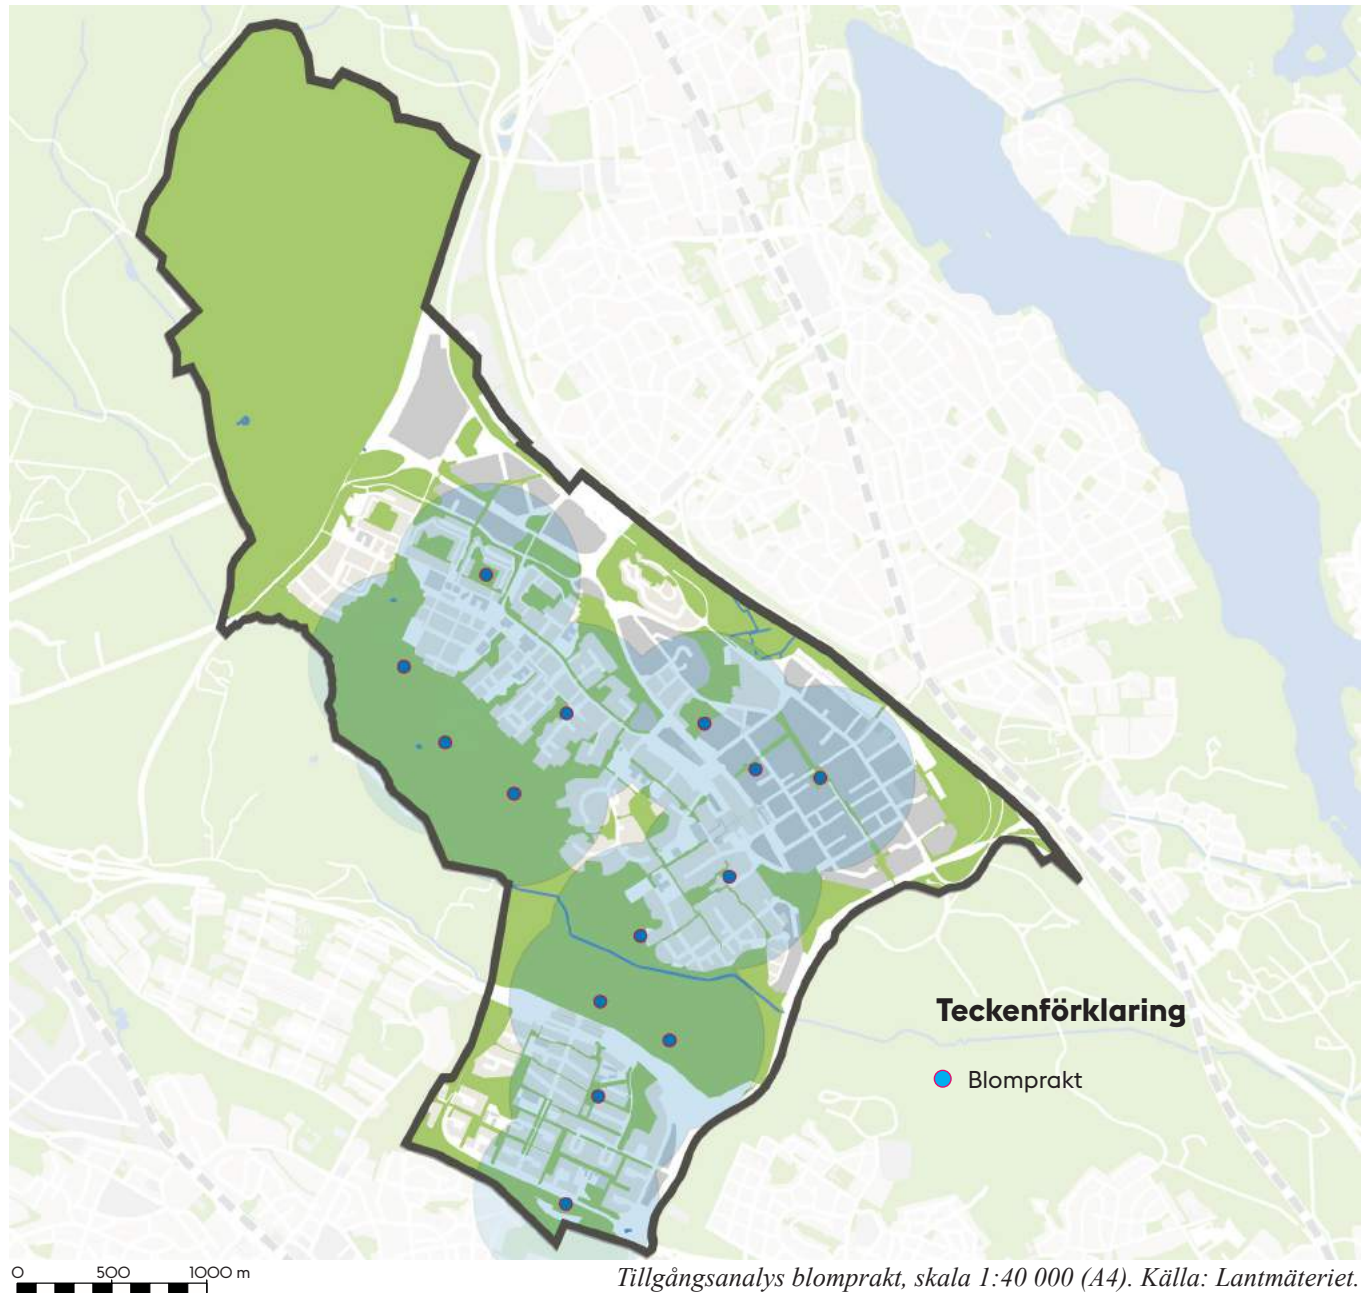 Teckenförklaring
Blomprakt
0 500 1000 m
Tillgångsanalys blomprakt, skala 1:40 000 (A4). Källa: Lantmäteriet.